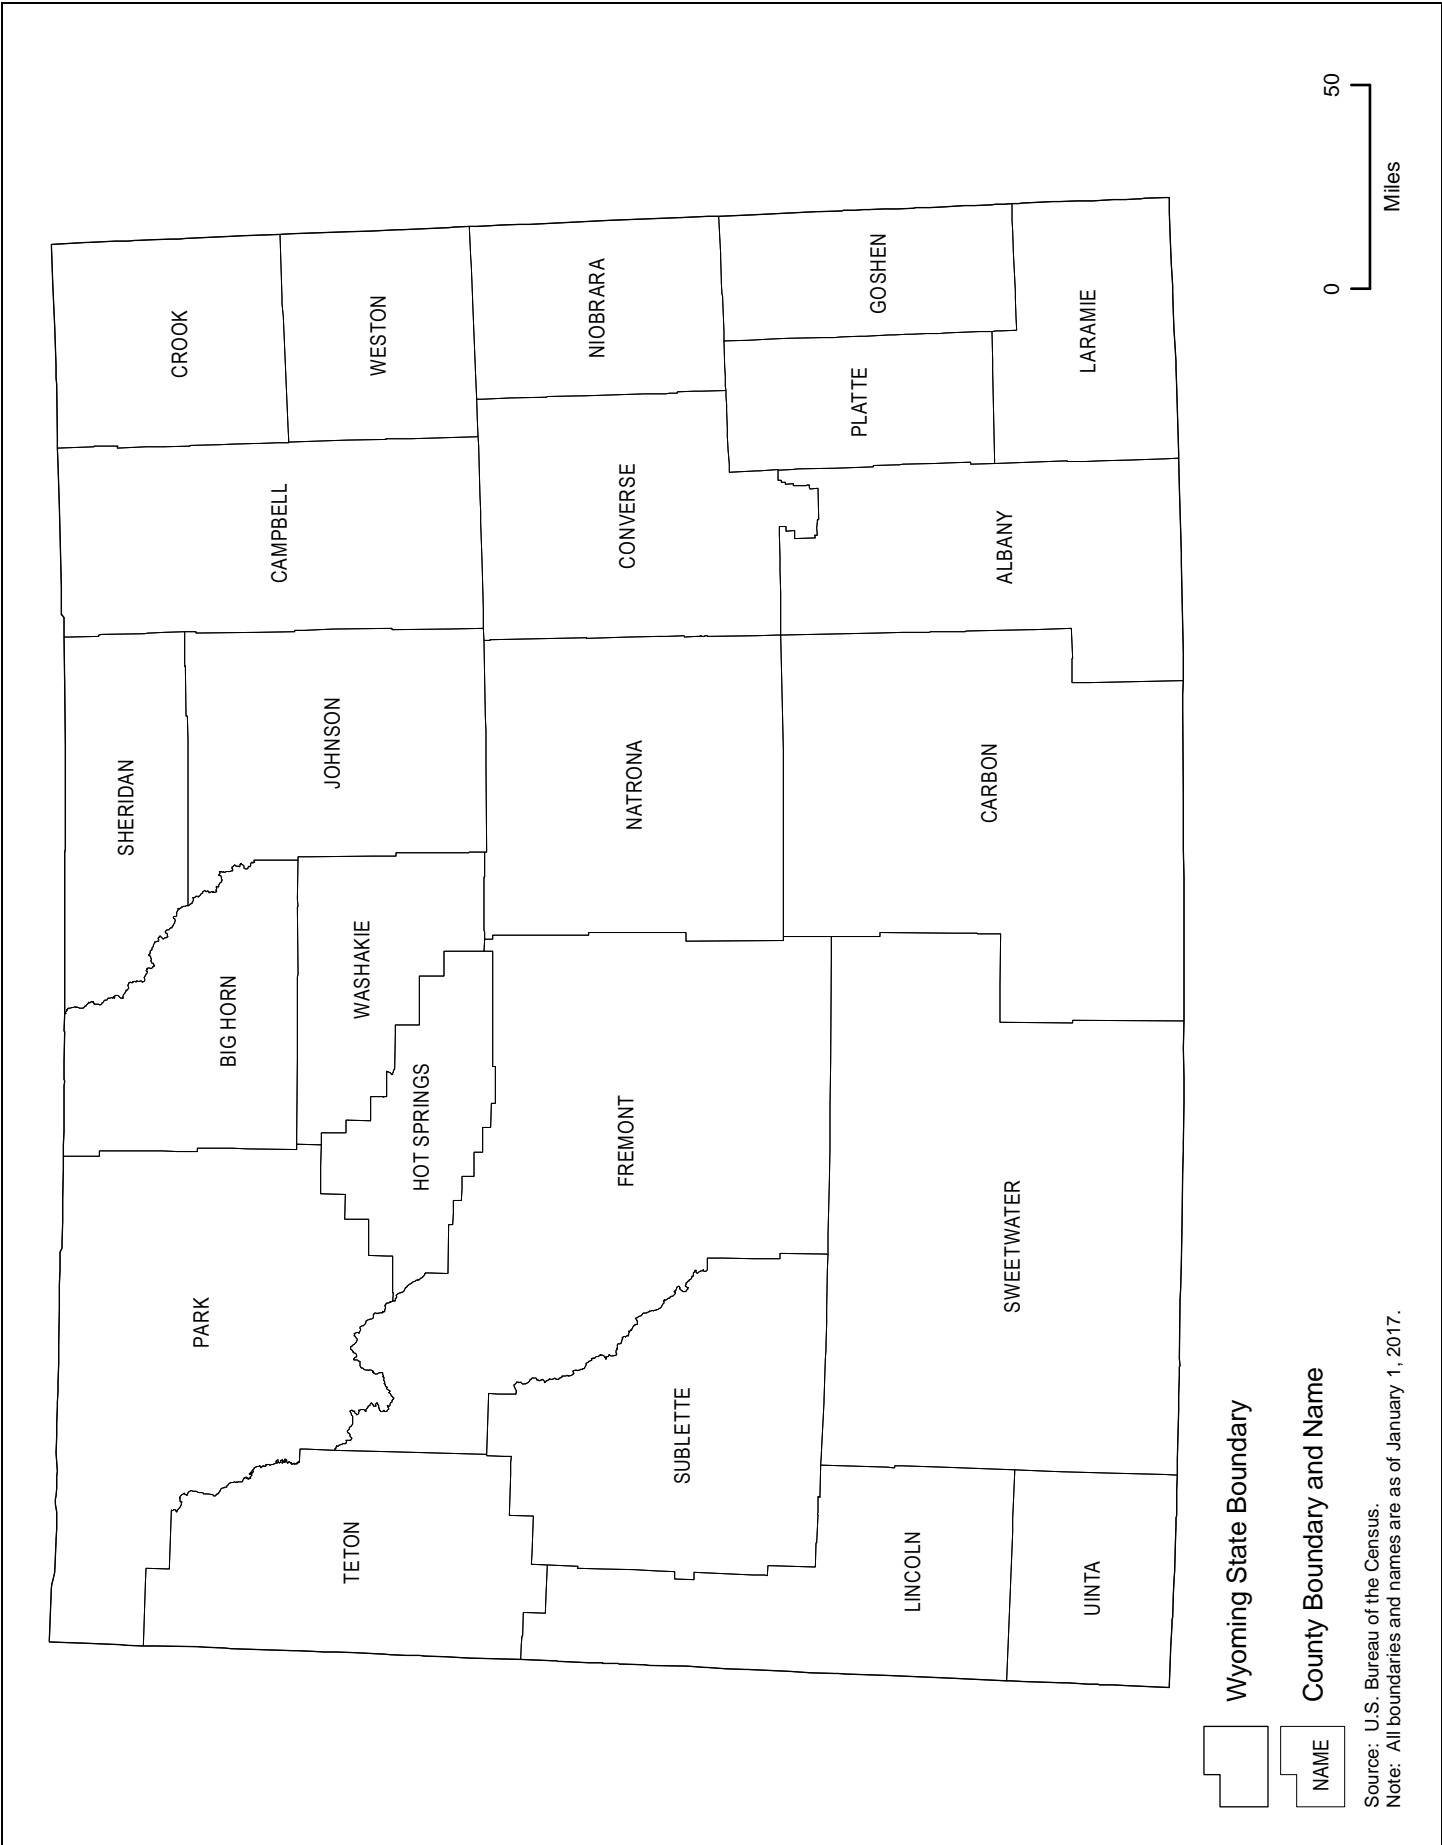 PARK
BIG HORN
SHERIDAN
CAMPBELL
CROOK
TETON
WASHAKIE
JOHNSON
WESTON
HOT SPRINGS
FREMONT
NATRONA
CONVERSE
NIOBRARA
SUBLETTE
LINCOLN
SWEETWATER
CARBON
ALBANY
PLATTE
GOSHEN
LARAMIE
UINTA
Wyoming State Boundary
NAME
County Boundary and Name
Source: U.S. Bureau of the Census.
Note: All boundaries and names are as of January 1, 2017.
0
50
Miles